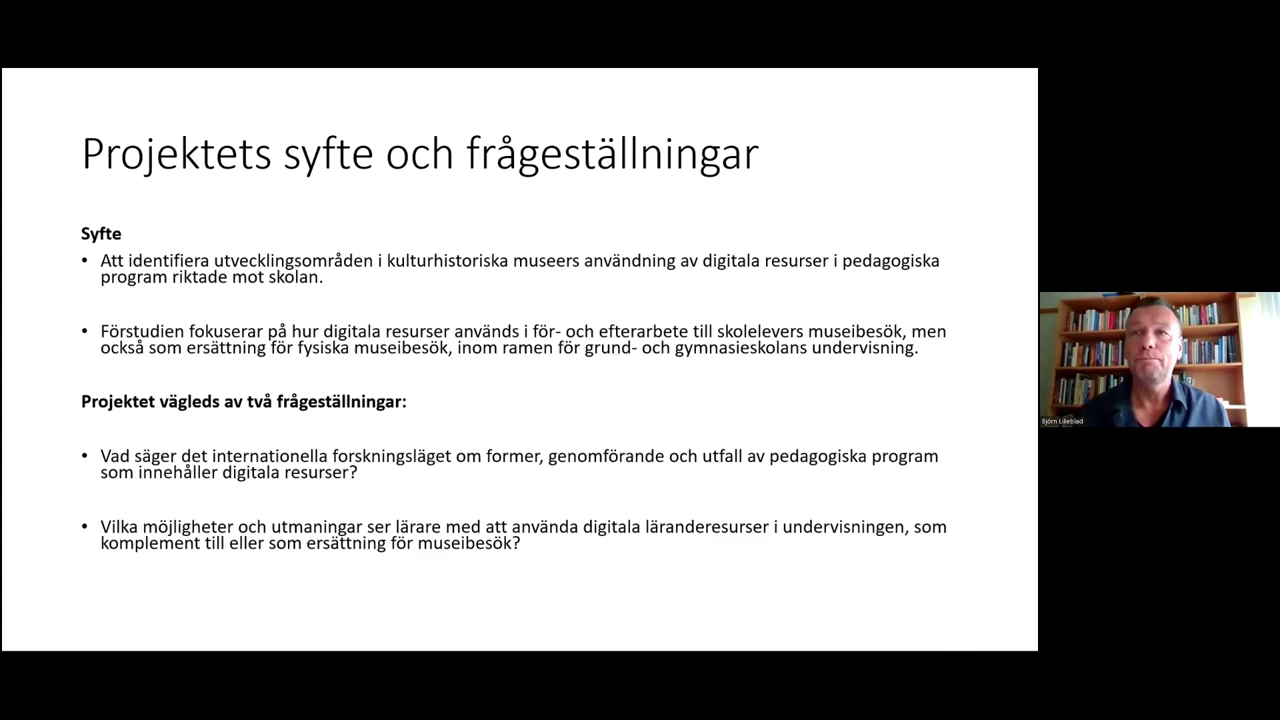 Projektets syfte och frågeställningar
Syfte
• Att identifiera utvecklingsområden i kulturhistoriska museers användning av digitala resurser i pedagogiska
program riktade mot skolan.
• Förstudien fokuserar på hur digitala resurser används i för- och efterarbete till skolelevers museibesök, men
också som ersättning för fysiska museibesök, inom ramen för grund- och gymnasieskolans undervisning.
Projektet vägleds av två frågeställningar:
• Vad säger det internationella forskningsläget om former, genomförande och utfall av pedagogiska program
som innehåller digitala resurser?
• Vilka möjligheter och utmaningar ser lärare med att använda digitala läranderesurser i undervisningen, som
komplement till eller som ersättning för museibesök?
Björn Lilieblad